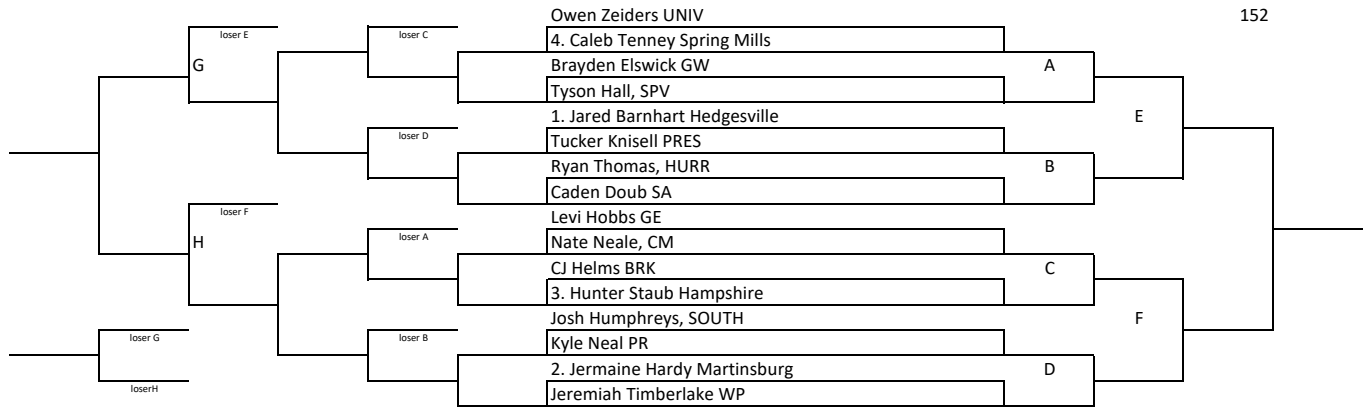 Owen Zeiders UNIV 152
loser E loser C 4. Caleb Tenney Spring Mills
G Brayden Elswick GW A
Tyson Hall, SPV
1. Jared Barnhart Hedgesville E
loser D Tucker Knisell PRES
Ryan Thomas, HURR B
Caden Doub SA
loser F Levi Hobbs GE
H loser A Nate Neale, CM
CJ Helms BRK C
3. Hunter Staub Hampshire
Josh Humphreys, SOUTH F
loser G loser B Kyle Neal PR
2. Jermaine Hardy Martinsburg D
loserH Jeremiah Timberlake WP